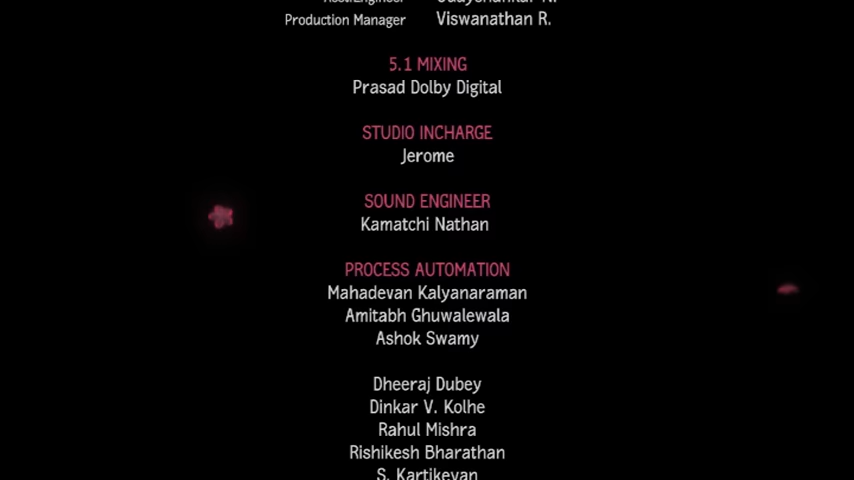 Production Manager Viswanathan R.
5.1 MIXING
Prasad Dolby Digital
STUDIO INCHARGE
Jerome
SOUND ENGINEER
Kamatchi Nathan
PROCESS AUTOMATION
Mahadevan Kalyanaraman
Amitabh Ghuwalewala
Ashok Swamy
Dheeraj Dubey
Dinkar V. Kolhe
Rahul Mishra
Rishikesh Bharathan
S. Kartikeyan